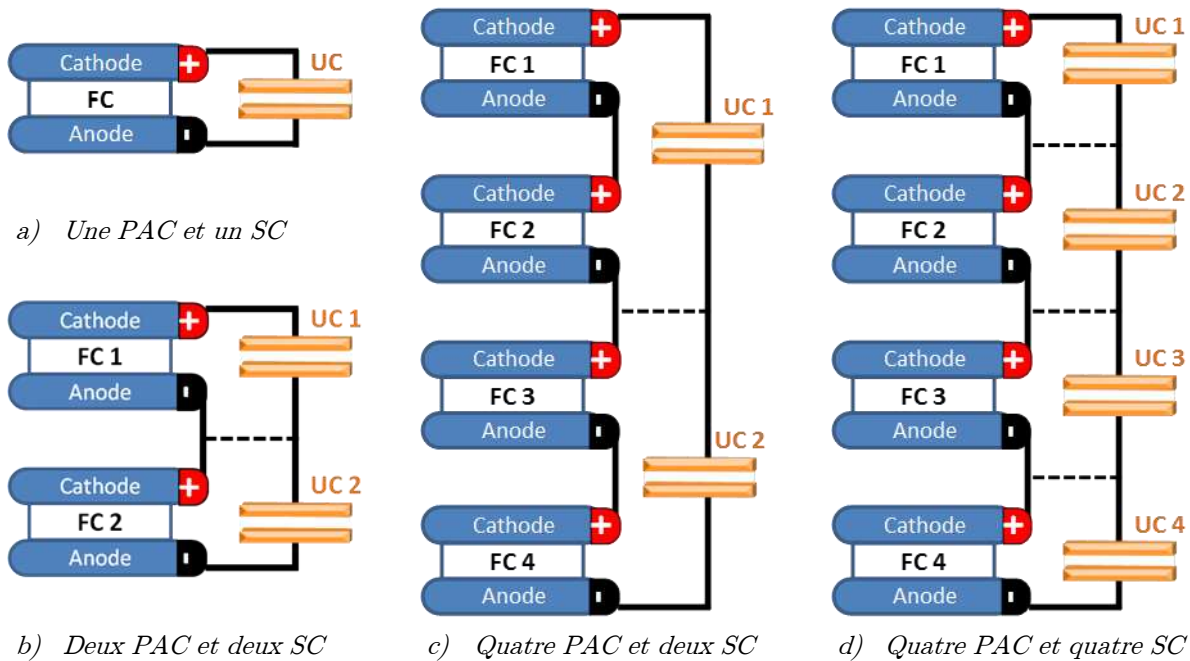 Cathode +
UC
FC
Anode -
a) Une PAC et un SC
Cathode +
UC 1
FC 1
Anode -
Cathode +
UC 2
FC 2
Anode -
b) Deux PAC et deux SC
Cathode +
FC 1
Anode -
UC 1
Cathode +
FC 2
Anode -
Cathode +
FC 3
Anode -
UC 2
Cathode +
FC 4
Anode -
c) Quatre PAC et deux SC
UC 1
Cathode +
FC 1
Anode -
UC 2
Cathode +
FC 2
Anode -
UC 3
Cathode +
FC 3
Anode -
UC 4
Cathode +
FC 4
Anode -
d) Quatre PAC et quatre SC